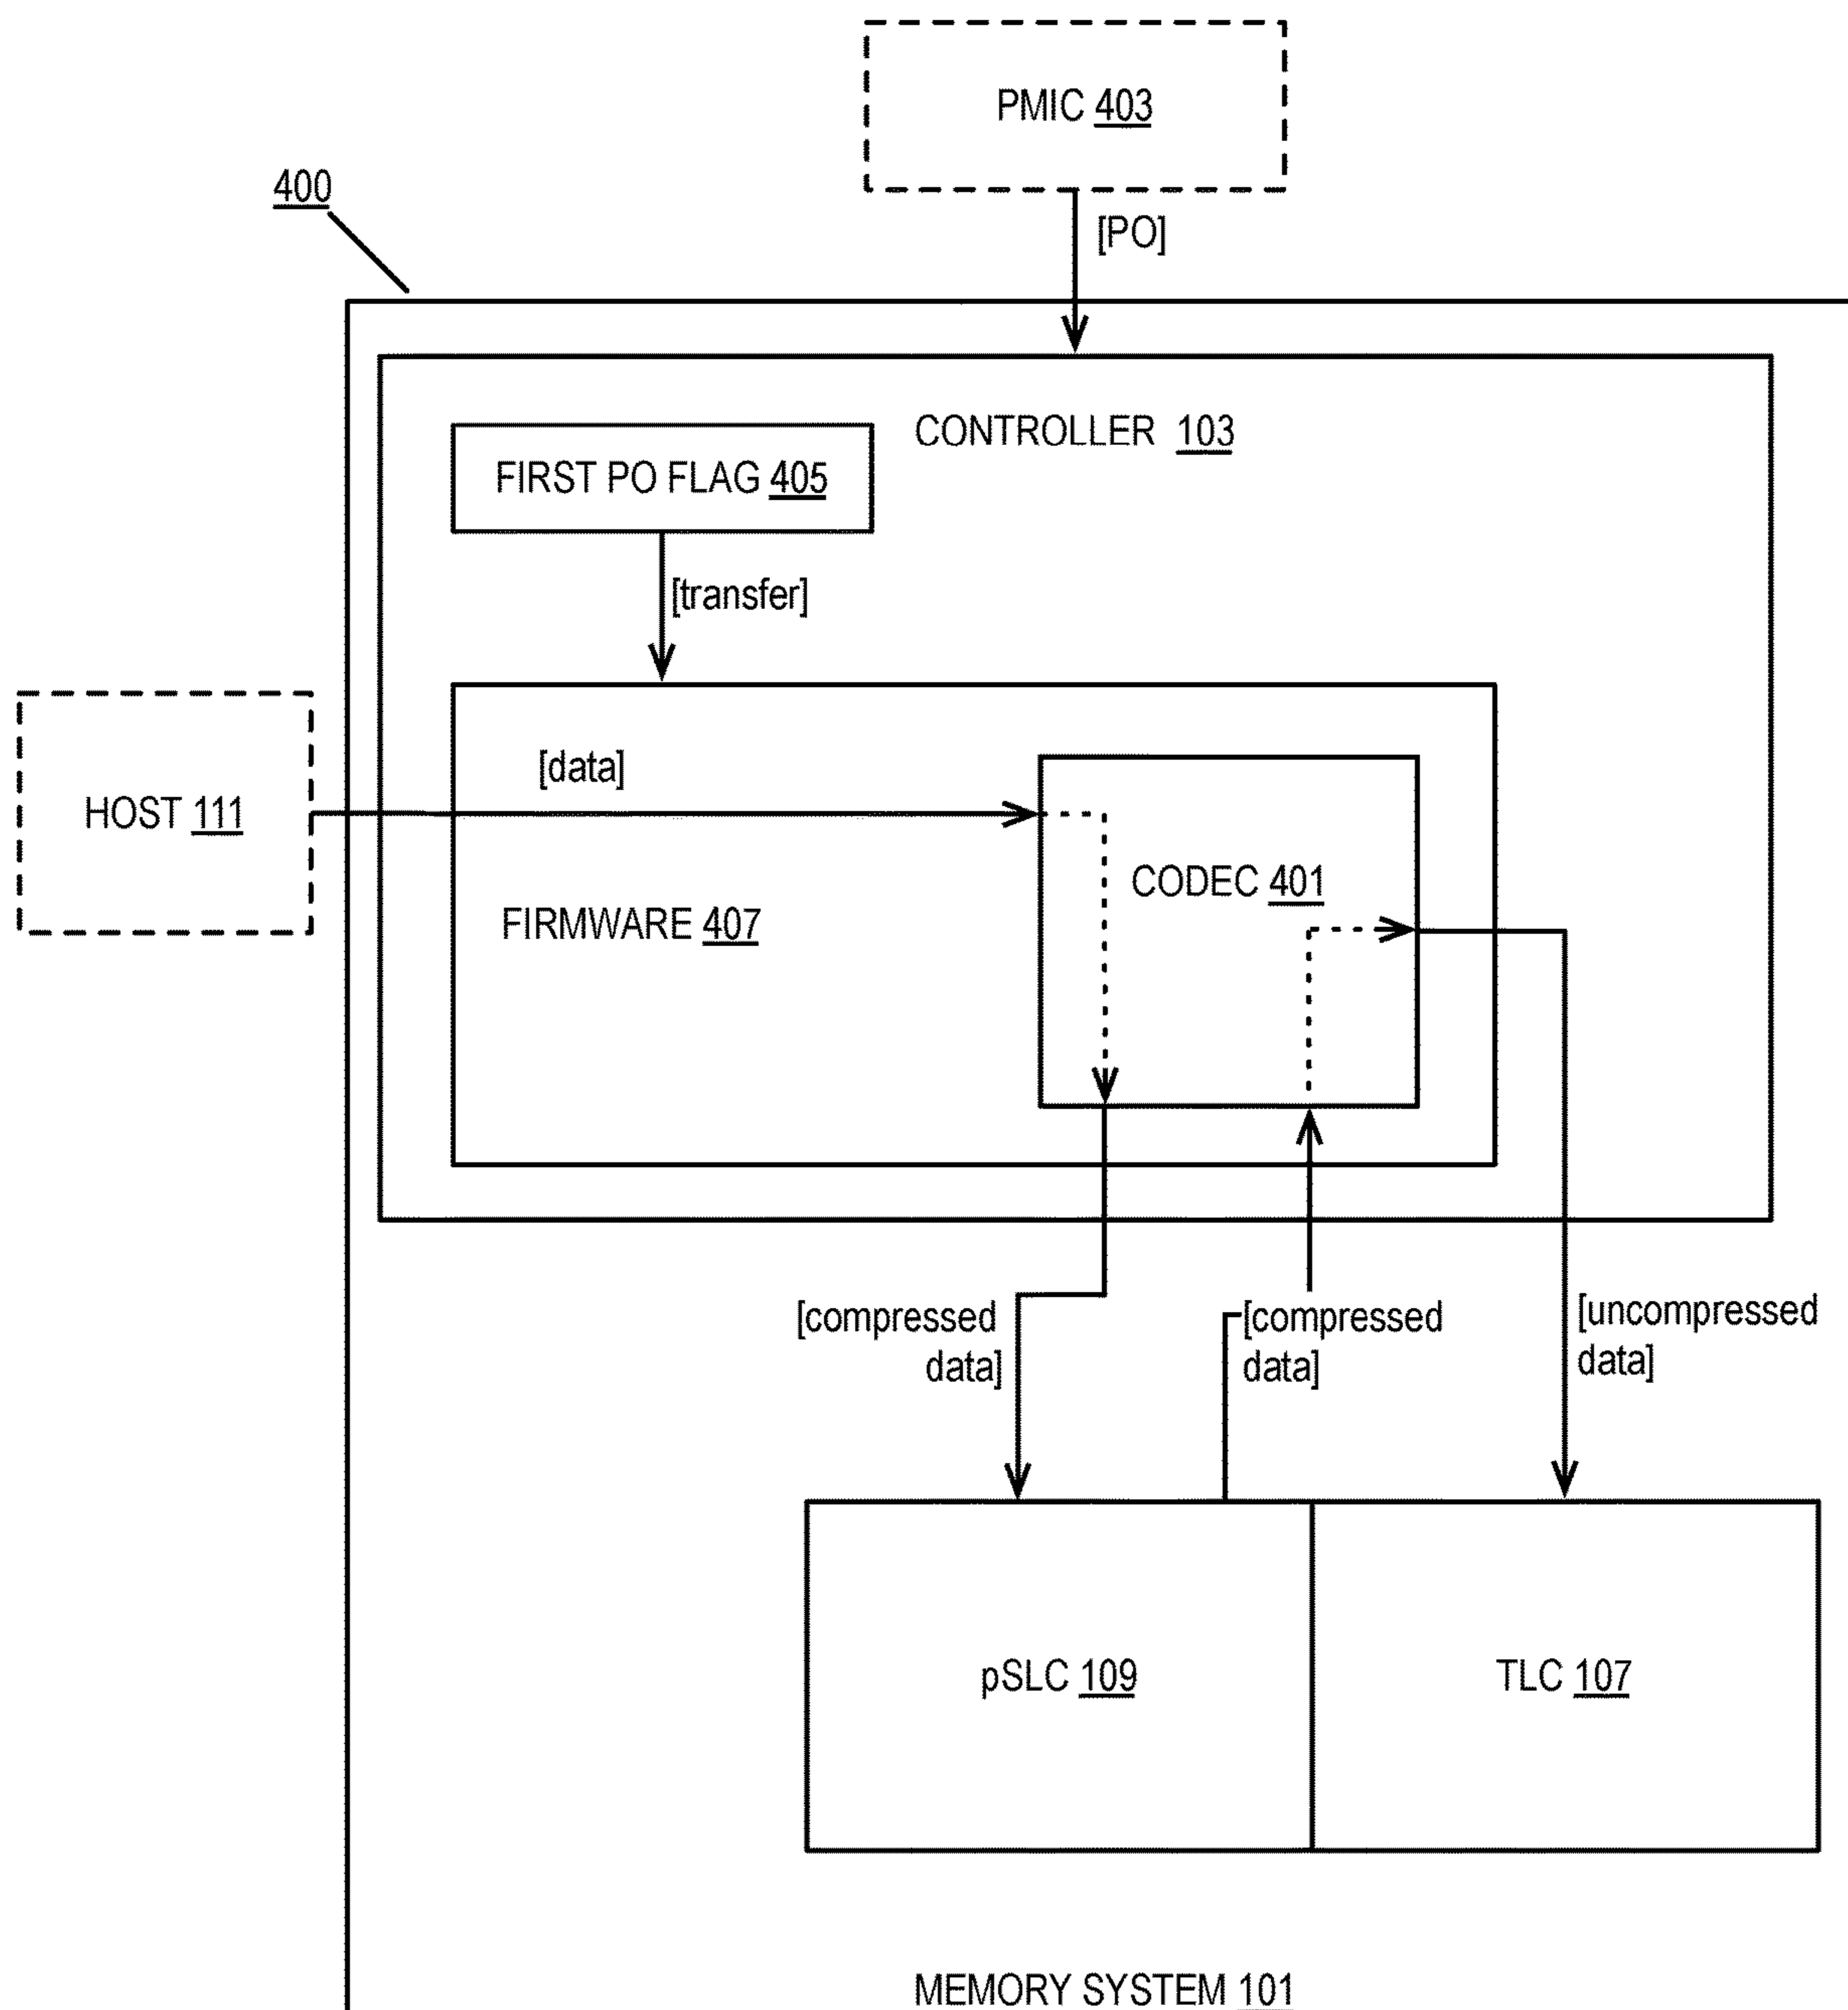 PMIC 403
400
[PO]
CONTROLLER 103
FIRST PO FLAG 405
[transfer]
[data]
HOST 111
CODEC 401
FIRMWARE 407
[compressed
data]
[compressed
data]
[uncompressed
data]
pSLC 109
TLC 107
MEMORY SYSTEM 101